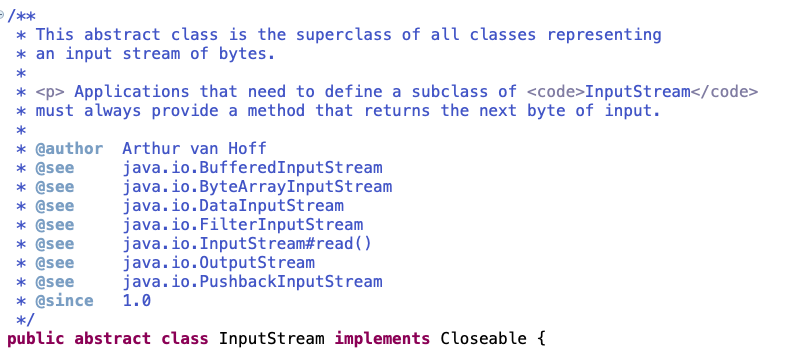 /**
 * This abstract class is the superclass of all classes representing
 * an input stream of bytes.
 *
 * <p> Applications that need to define a subclass of <code>InputStream</code>
 * must always provide a method that returns the next byte of input.
 *
 * @author  Arthur van Hoff
 * @see     java.io.BufferedInputStream
 * @see     java.io.ByteArrayInputStream
 * @see     java.io.DataInputStream
 * @see     java.io.FilterInputStream
 * @see     java.io.InputStream#read()
 * @see     java.io.OutputStream
 * @see     java.io.PushbackInputStream
 * @since   1.0
 */
public abstract class InputStream implements Closeable {